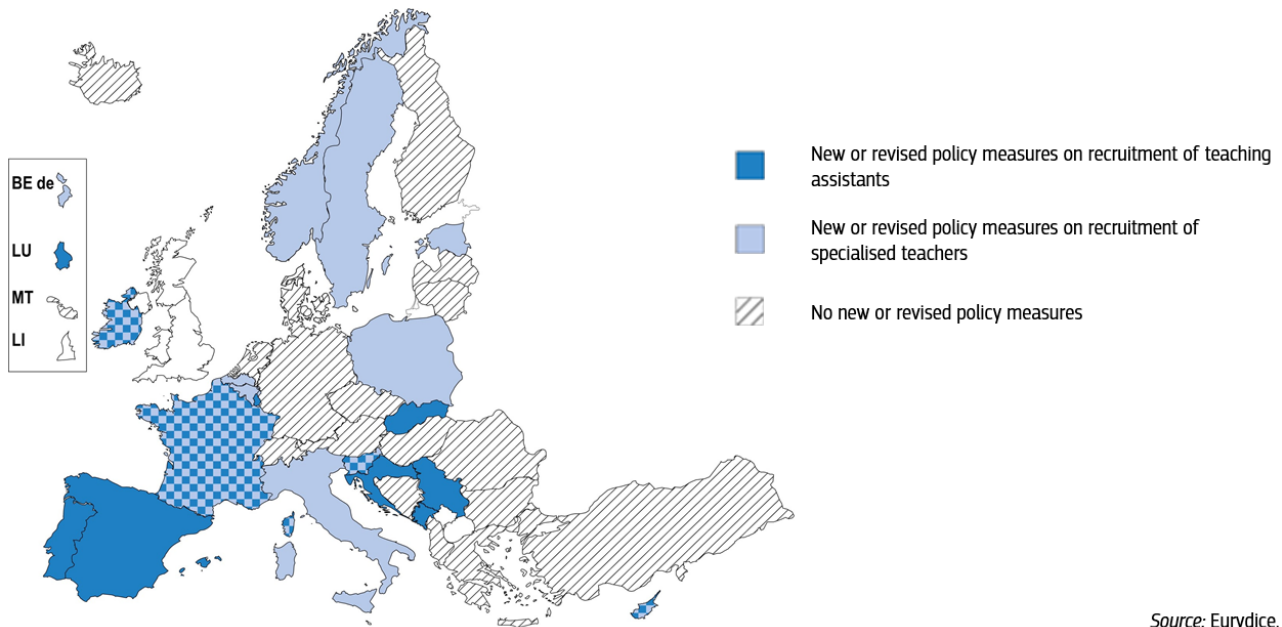 BE de
LU
MT
LI
New or revised policy measures on recruitment of teaching
assistants
New or revised policy measures on recruitment of
specialised teachers
No new or revised policy measures
Source: Eurydice.